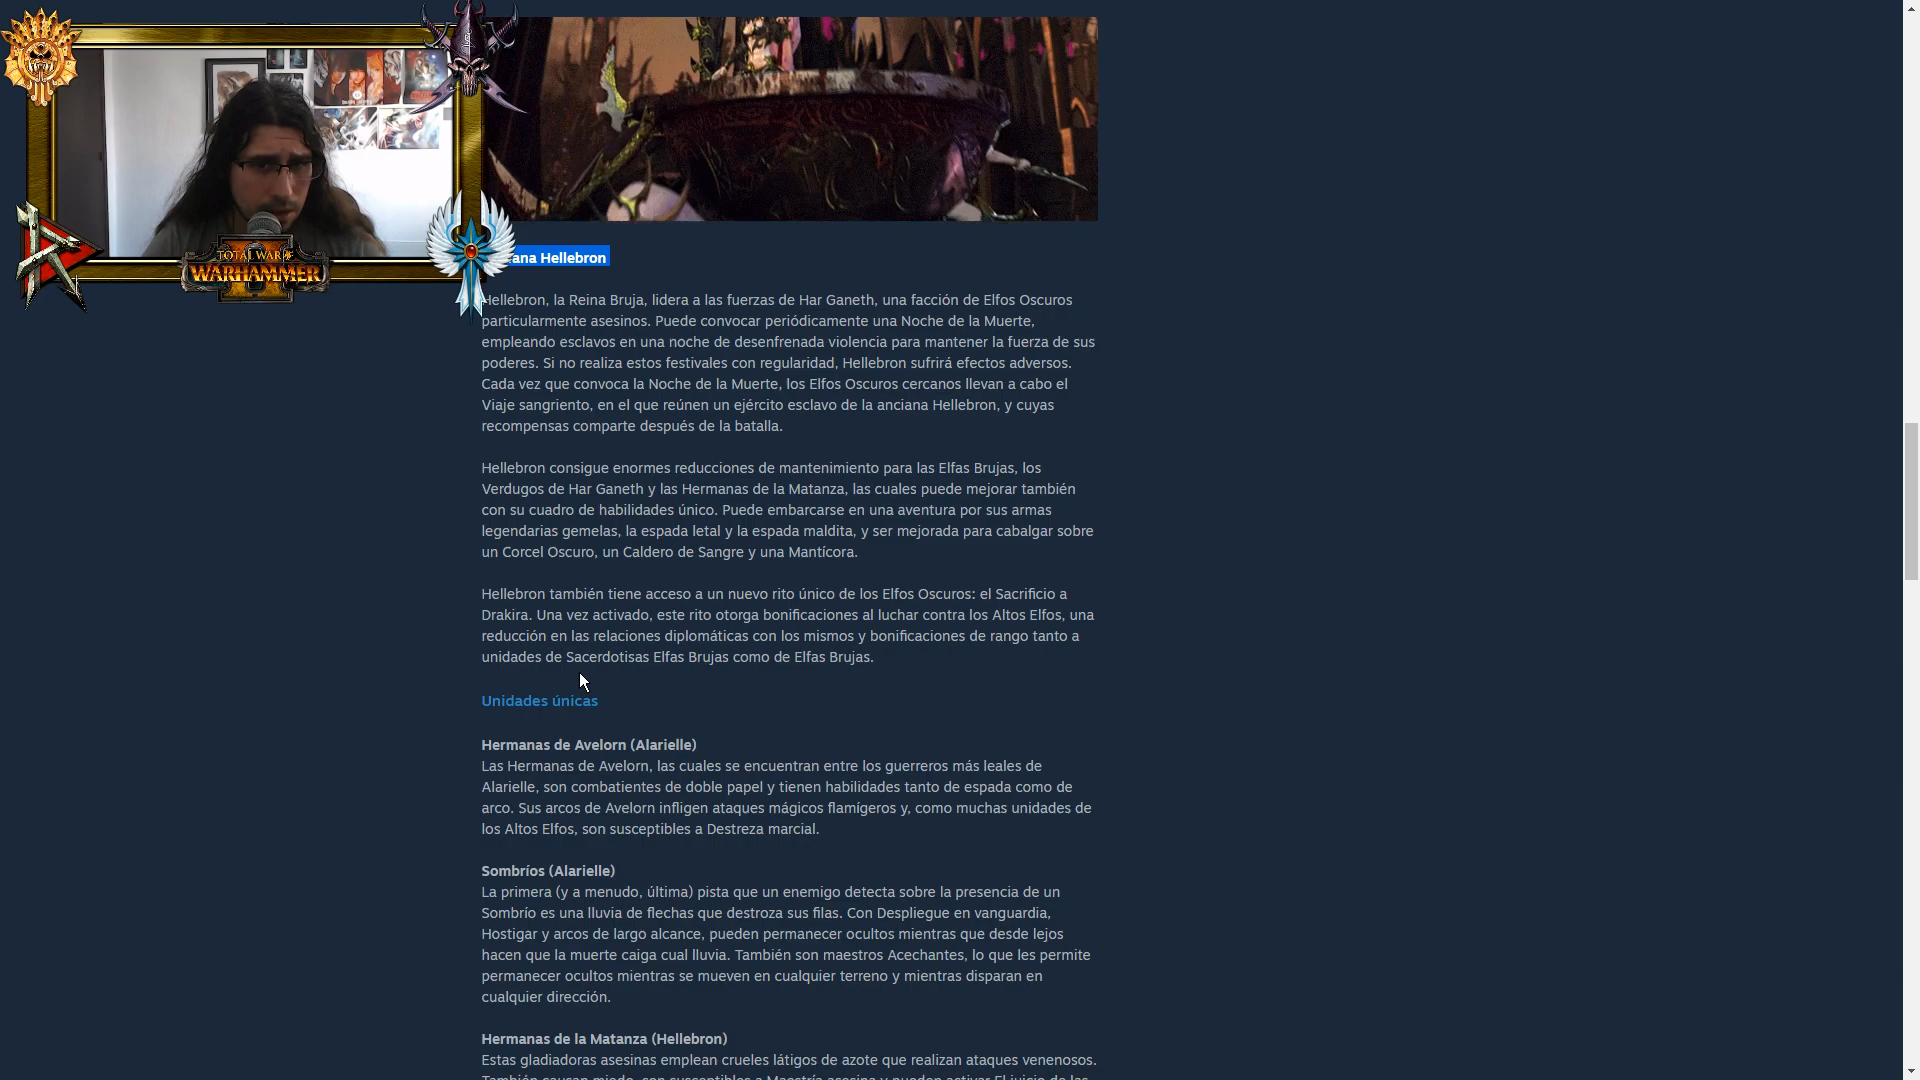 TOTAL WAR
WARHAMMER
II
ana Hellebron
Hellebron, la Reina Bruja, lidera a las fuerzas de Har Ganeth, una facción de Elfos Oscuros
particularmente asesinos. Puede convocar periódicamente una Noche de la Muerte,
empleando esclavos en una noche de desenfrenada violencia para mantener la fuerza de sus
poderes. Si no realiza estos festivales con regularidad, Hellebron sufrirá efectos adversos.
Cada vez que convoca la Noche de la Muerte, los Elfos Oscuros cercanos llevan a cabo el
Viaje sangriento, en el que reúnen un ejército esclavo de la anciana Hellebron, y cuyas
recompensas comparte después de la batalla.
Hellebron consigue enormes reducciones de mantenimiento para las Elfas Brujas, los
Verdugos de Har Ganeth y las Hermanas de la Matanza, las cuales puede mejorar también
con su cuadro de habilidades único. Puede embarcarse en una aventura por sus armas
legendarias gemelas, la espada letal y la espada maldita, y ser mejorada para cabalgar sobre
un Corcel Oscuro, un Caldero de Sangre y una Mantícora.
Hellebron también tiene acceso a un nuevo rito único de los Elfos Oscuros: el Sacrificio a
Drakira. Una vez activado, este rito otorga bonificaciones al luchar contra los Altos Elfos, una
reducción en las relaciones diplomáticas con los mismos y bonificaciones de rango tanto a
unidades de Sacerdotisas Elfas Brujas como de Elfas Brujas.
Unidades únicas
Hermanas de Avelorn (Alarielle)
Las Hermanas de Avelorn, las cuales se encuentran entre los guerreros más leales de
Alarielle, son combatientes de doble papel y tienen habilidades tanto de espada como de
arco. Sus arcos de Avelorn infligen ataques mágicos flamígeros y, como muchas unidades de
los Altos Elfos, son susceptibles a Destreza marcial.
Sombríos (Alarielle)
La primera (y a menudo, última) pista que un enemigo detecta sobre la presencia de un
Sombrío es una lluvia de flechas que destroza sus filas. Con Despliegue en vanguardia,
Hostigar y arcos de largo alcance, pueden permanecer ocultos mientras que desde lejos
hacen que la muerte caiga cual lluvia. También son maestros Acechantes, lo que les permite
permanecer ocultos mientras se mueven en cualquier terreno y mientras disparan en
cualquier dirección.
Hermanas de la Matanza (Hellebron)
Estas gladiadoras asesinas emplean crueles látigos de azote que realizan ataques venenosos.